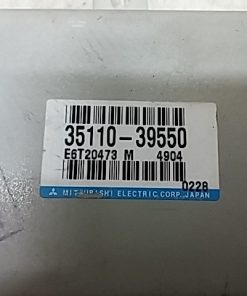 35110-39550
E6T20473 M 4904
0228
MITSUBISHI ELECTRIC CORP. JAPAN